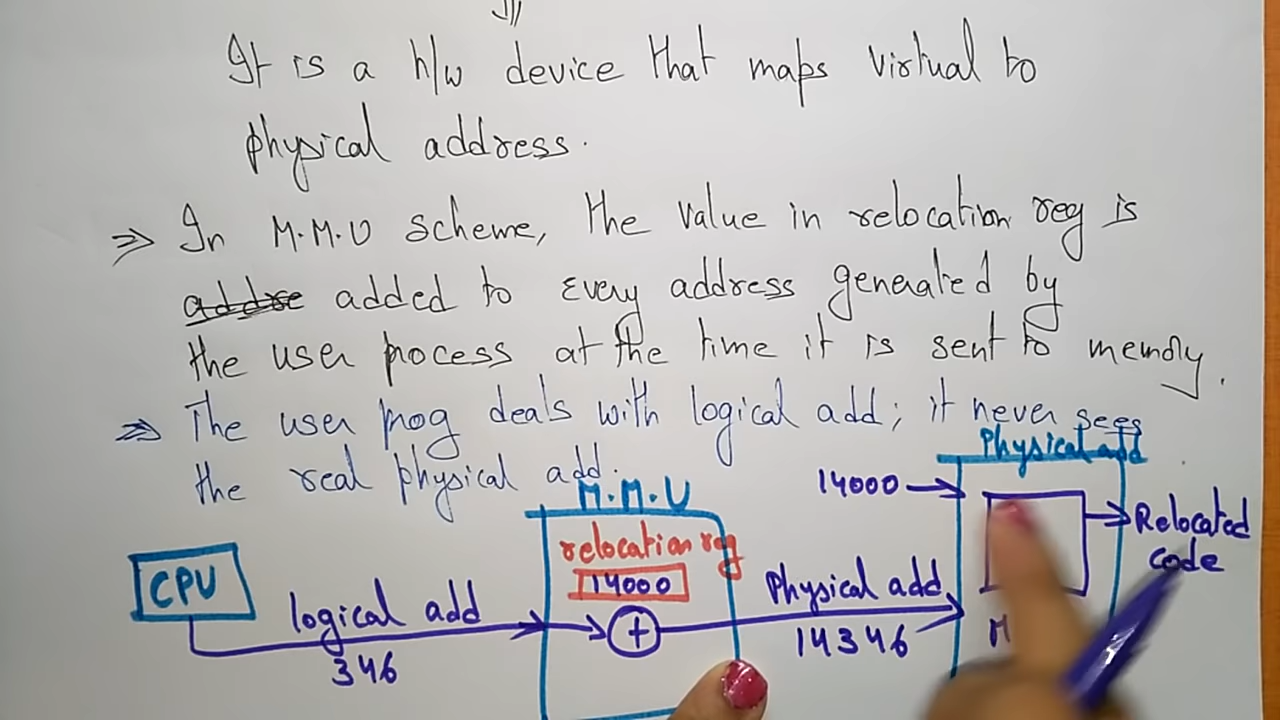 It is a h/w device that maps virtual to
physical address.
⇒ In M.M.U scheme, the value in relocation reg is
addre added to every address generated by
the user process at the time it is sent to memory.
⇒ The user prog deals with logical add; it never sees
the real physical add.
Physical add
M.M.U
14000
relocation reg
14000
Relocated
code
CPU
logical add
346
+
Physical add
14346
M